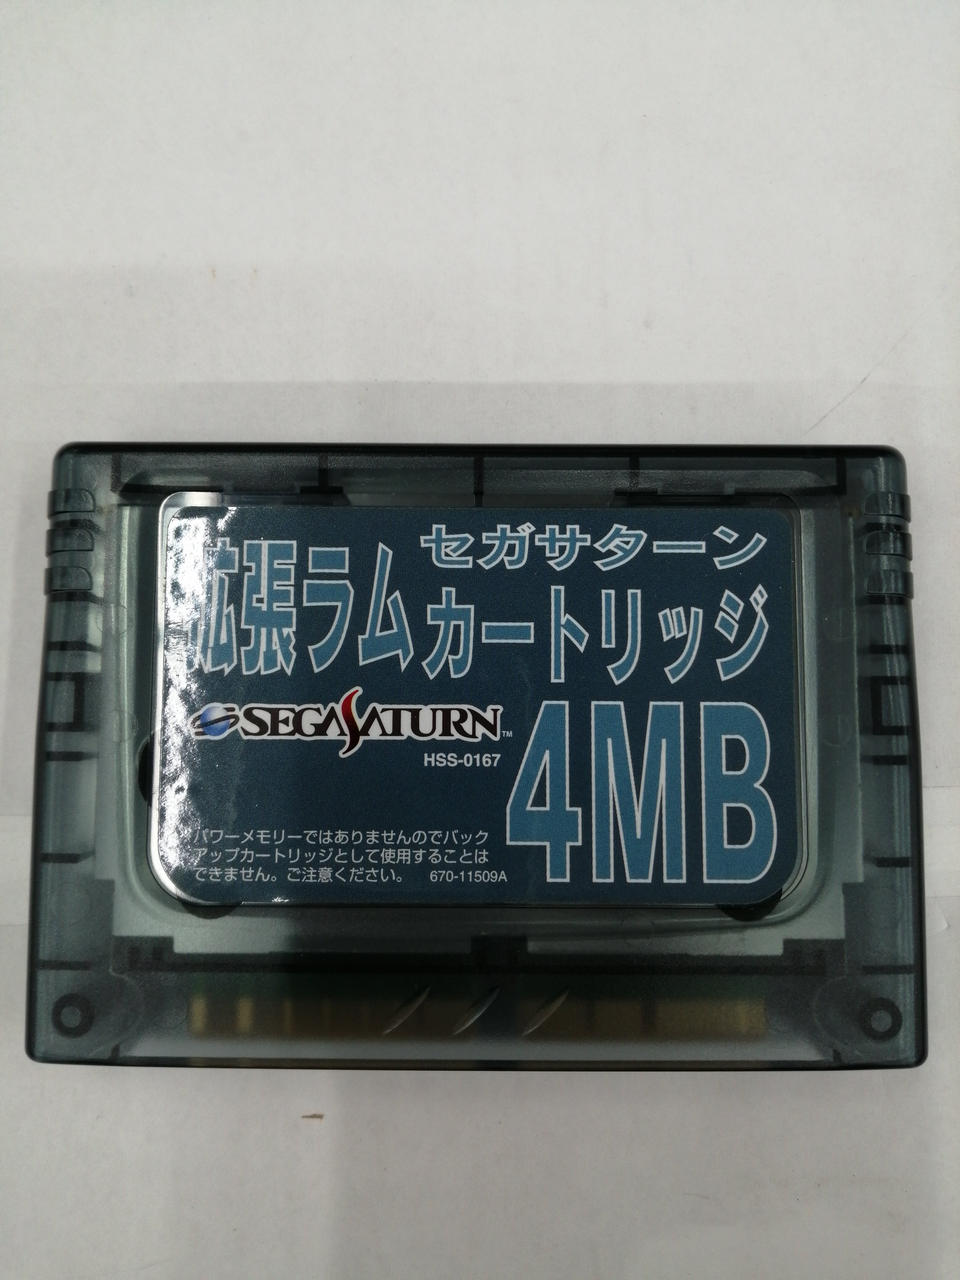 セガサターン
拡張ラムカートリッジ
SEGASATURN™
HSS-0167
4MB
パワーメモリーではありませんのでバック
アップカートリッジとして使用することは
できません。ご注意ください。 670-11509A